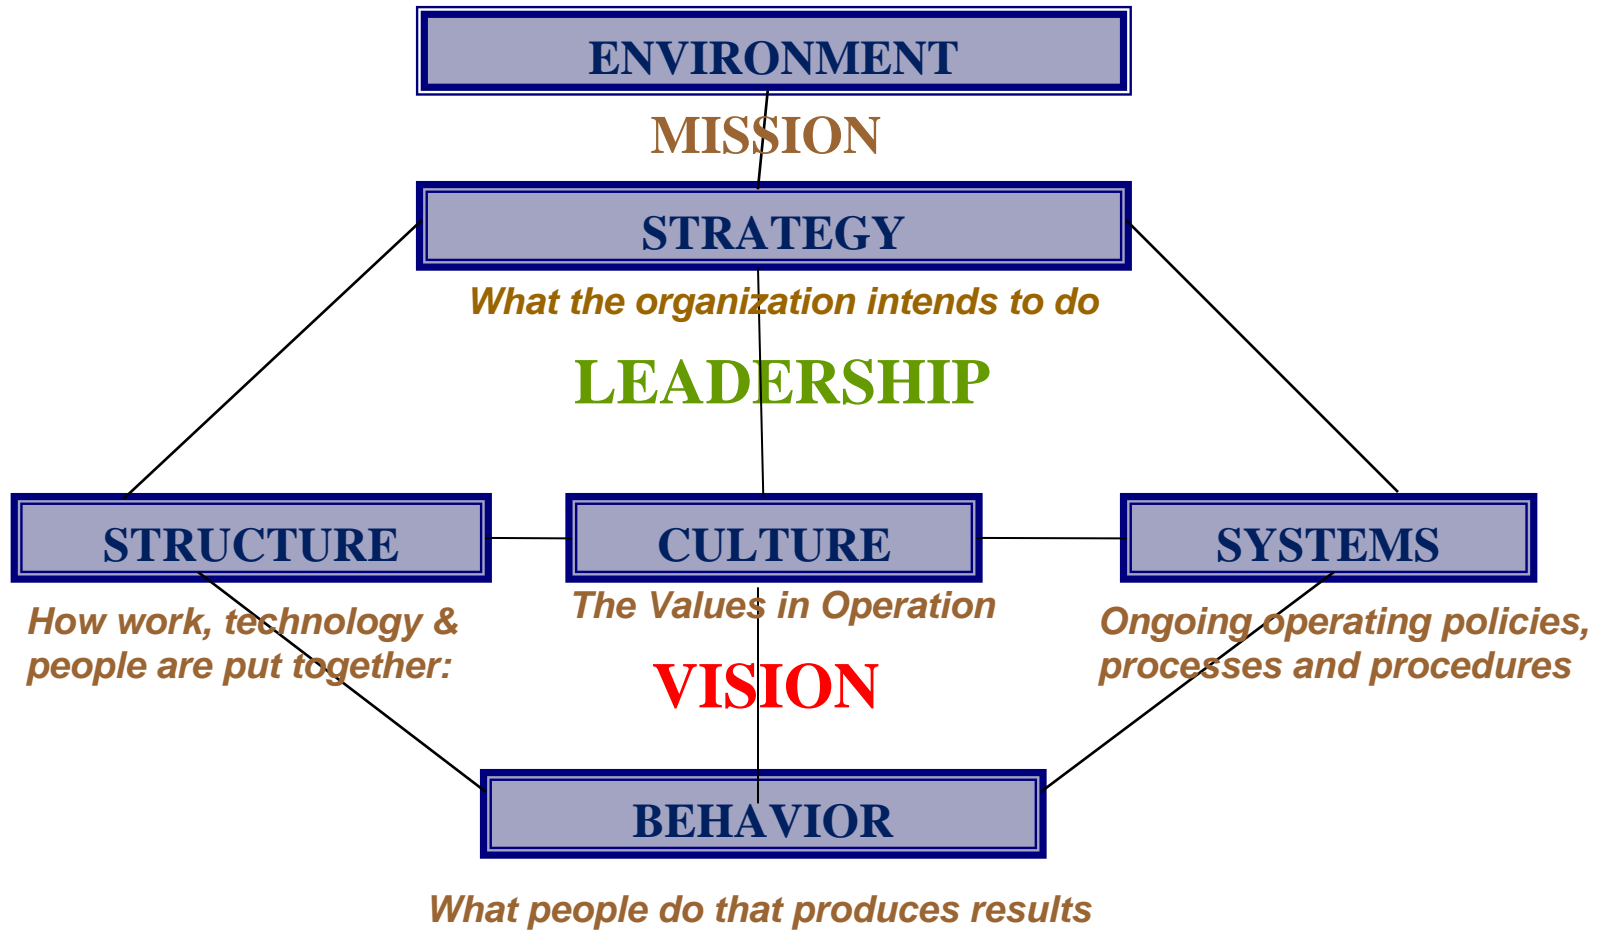 ENVIRONMENT
MISSION
STRATEGY
What the organization intends to do
LEADERSHIP
STRUCTURE
CULTURE
SYSTEMS
How work, technology &
people are put together:
The Values in Operation
Ongoing operating policies,
processes and procedures
VISION
BEHAVIOR
What people do that produces results